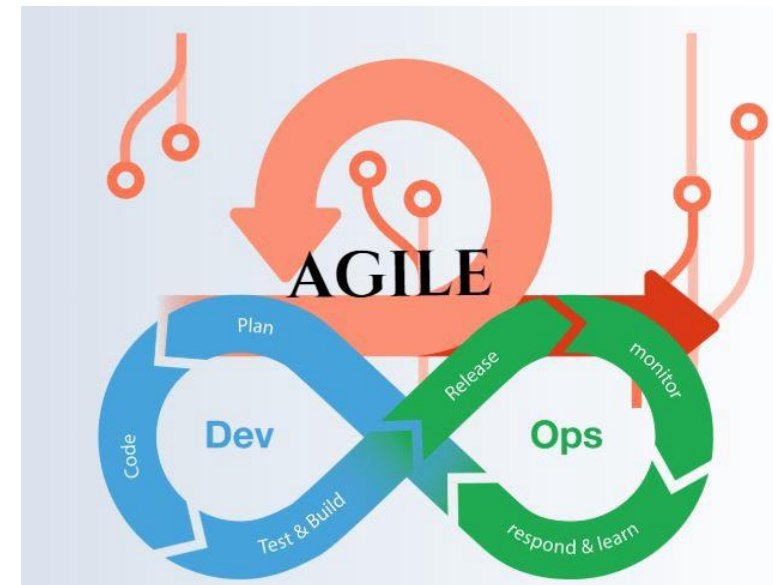 AGILE
Plan
Release
monitor
Code
Dev
Ops
Test & Build
respond & learn